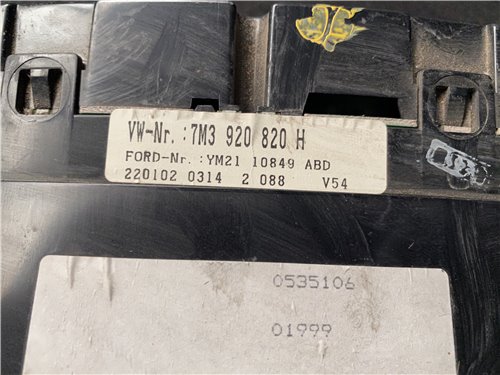 VW-Nr. :7M3 920 820 H
FORD-Nr. :YM21 10849 ABD
220102 0314 2 088 V54
0535106
01999